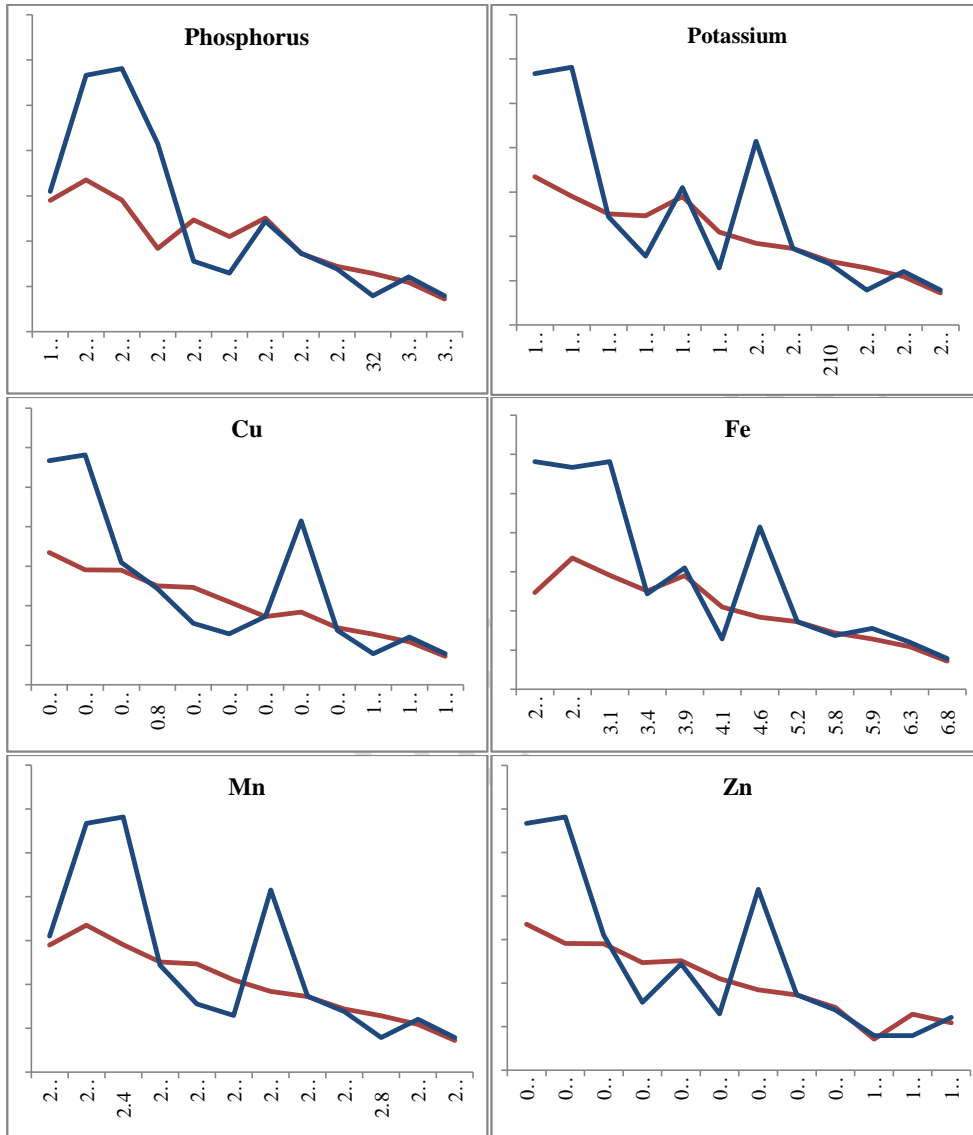 Phosphorus
1.. 2.. 2.. 2.. 2.. 2.. 2.. 2.. 2.. 32 3.. 3..
Potassium
1.. 1.. 1.. 1.. 1.. 1.. 2.. 2.. 210 2.. 2.. 2..
Cu
0.. 0.. 0.. 0.8 0.. 0.. 0.. 0.. 0.. 1.. 1.. 1..
Fe
2.. 2.. 3.1 3.4 3.9 4.1 4.6 5.2 5.8 5.9 6.3 6.8
Mn
2.. 2.. 2.4 2.. 2.. 2.. 2.. 2.. 2.. 2.8 2.. 2..
Zn
0.. 0.. 0.. 0.. 0.. 0.. 0.. 0.. 0.. 1.. 1.. 1..